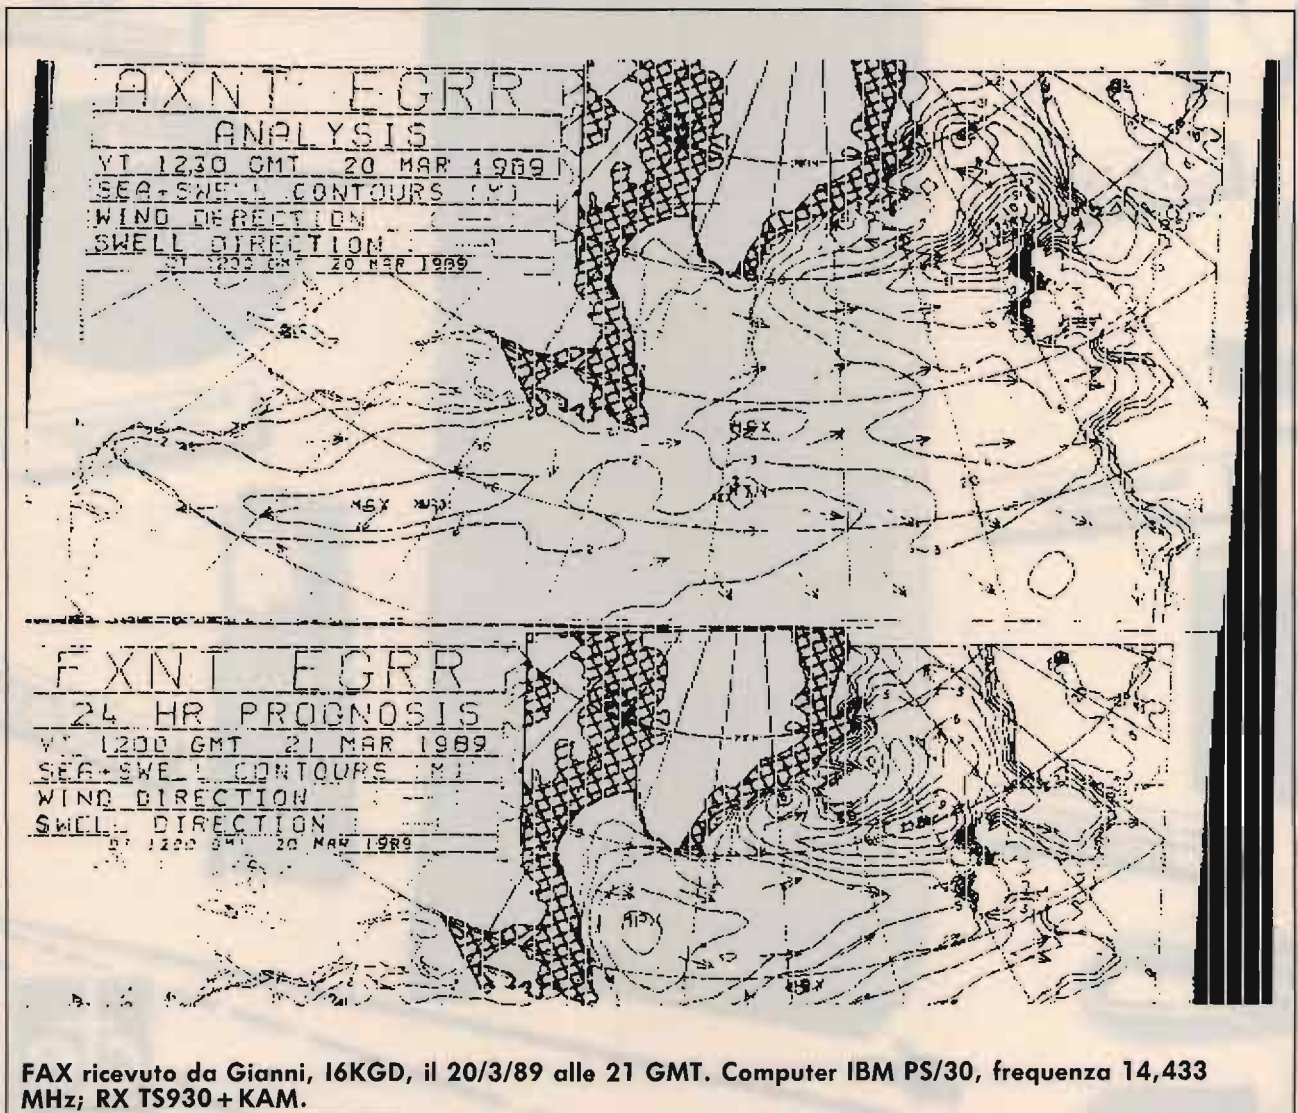 AXNT EGRR
ANALYSIS
VT 1230 GMT 20 MAR 1989
SEA+SWELL CONTOURS (M)
WIND DIRECTION
SWELL DIRECTION
DT 1200 GMT 20 MAR 1989
FXNT EGRR
24 HR PROGNOSIS
VT 1200 GMT 21 MAR 1989
SEA+SWELL CONTOURS (M)
WIND DIRECTION
SWELL DIRECTION
DT 1200 GMT 20 MAR 1989
FAX ricevuto da Gianni, I6KGD, il 20/3/89 alle 21 GMT. Computer IBM PS/30, frequenza 14,433
MHz; RX TS930+KAM.